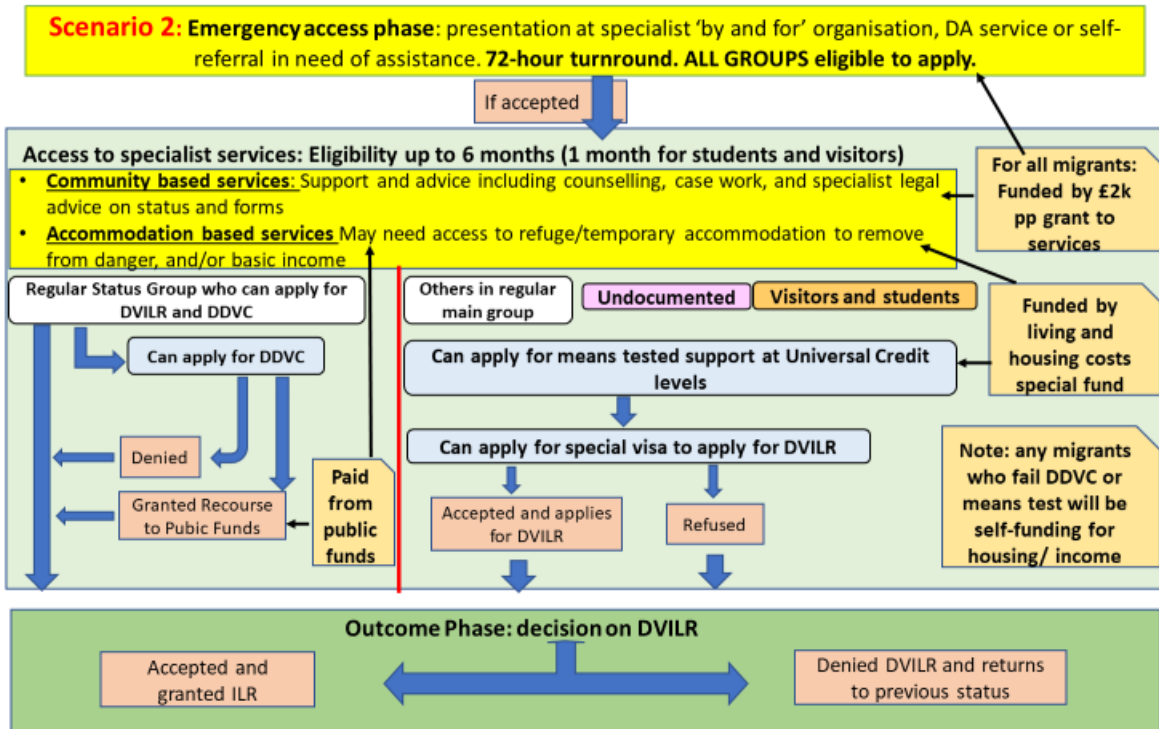 Scenario 2: Emergency access phase: presentation at specialist ‘by and for’ organisation, DA service or self-
referral in need of assistance. 72-hour turnround. ALL GROUPS eligible to apply.
If accepted
Access to specialist services: Eligibility up to 6 months (1 month for students and visitors)
• Community based services: Support and advice including counselling, case work, and specialist legal
advice on status and forms
• Accommodation based services May need access to refuge/temporary accommodation to remove
from danger, and/or basic income
For all migrants:
Funded by £2k
pp grant to
services
Regular Status Group who can apply for
DVILR and DDVC
Can apply for DDVC
Denied
Granted Recourse
to Pubic Funds
Paid
from
public
funds
Others in regular
main group
Undocumented
Visitors and students
Can apply for means tested support at Universal Credit
levels
Can apply for special visa to apply for DVILR
Accepted and applies
for DVILR
Refused
Funded by
living and
housing costs
special fund
Note: any migrants
who fail DDVC or
means test will be
self-funding for
housing/ income
Outcome Phase: decision on DVILR
Accepted and
granted ILR
Denied DVILR and returns
to previous status